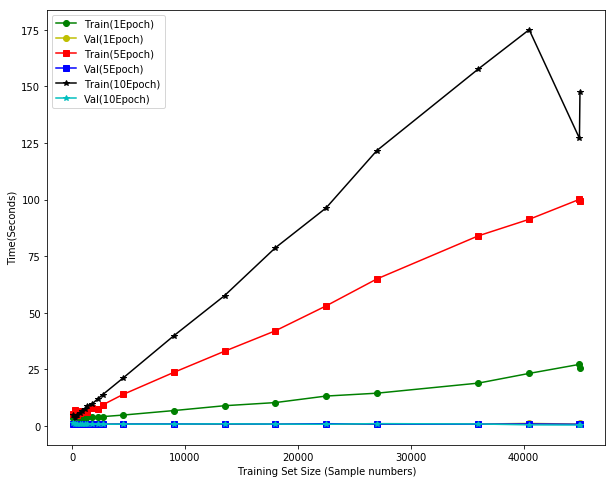 Train(1Epoch)
Val(1Epoch)
Train(5Epoch)
Val(5Epoch)
Train(10Epoch)
Val(10Epoch)
175
150
125
100
75
50
25
0
Time(Seconds)
0 10000 20000 30000 40000
Training Set Size (Sample numbers)